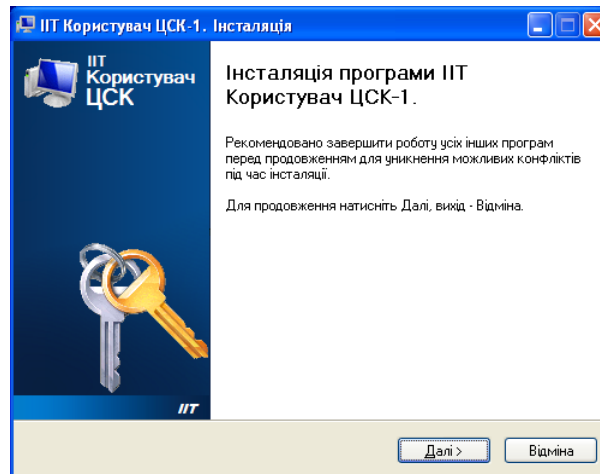 ІІТ Користувач ЦСК-1. Інсталяція
ІІТ
Користувач
ЦСК
Інсталяція програми ІІТ
Користувач ЦСК-1.
Рекомендовано завершити роботу усіх інших програм
перед продовженням для уникнення можливих конфліктів
під час інсталяції.
Для продовження натисніть Далі, вихід - Відміна.
ІІТ
Далі >
Відміна